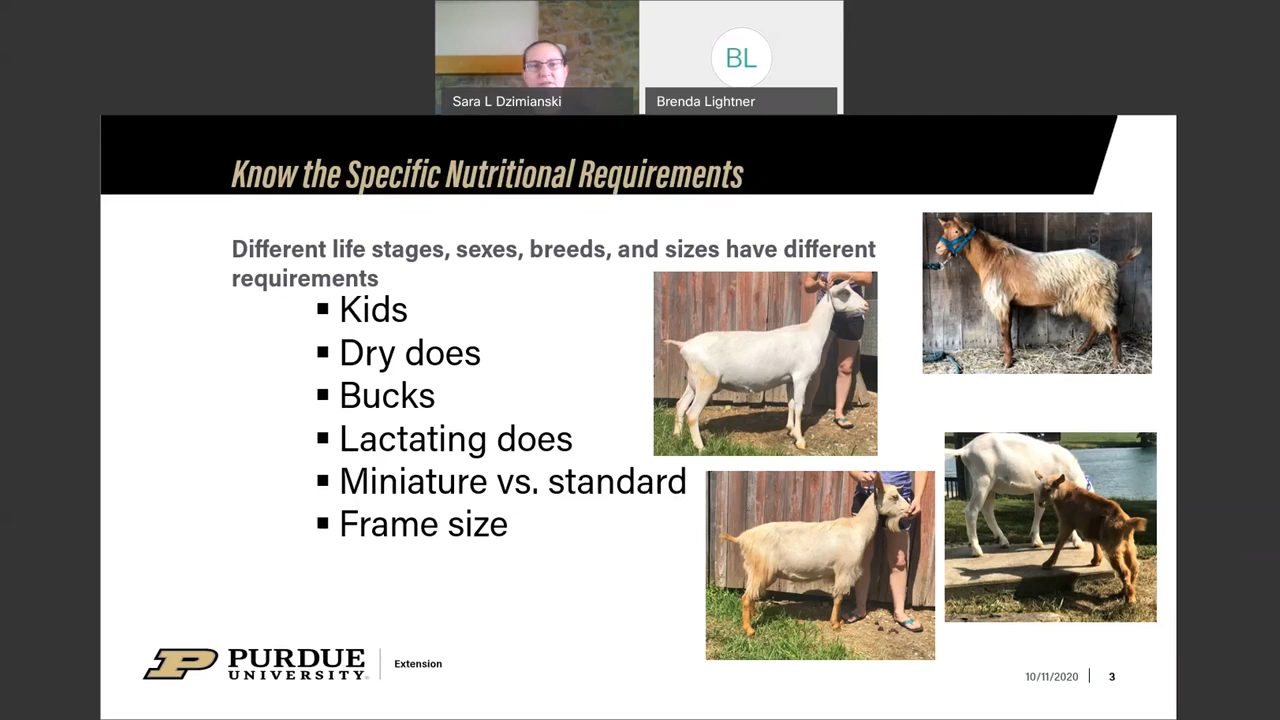 BL
Sara L Dzimianski
Brenda Lightner
Know the Specific Nutritional Requirements
Different life stages, sexes, breeds, and sizes have different
requirements
▪ Kids
▪ Dry does
▪ Bucks
▪ Lactating does
▪ Miniature vs. standard
▪ Frame size
P PURDUE
UNIVERSITY®
Extension
10/11/2020 | 3